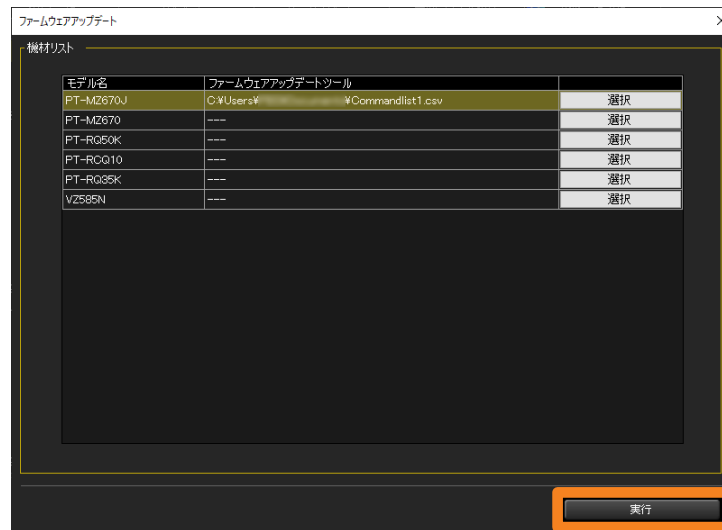 ファームウェアアップデート
機材リスト
モデル名 ファームウェアアップデートツール
PT-MZ670J C:¥Users¥ ¥Commandlist1.csv 選択
PT-MZ670 --- 選択
PT-RQ50K --- 選択
PT-RCQ10 --- 選択
PT-RQ35K --- 選択
VZ585N --- 選択
実行